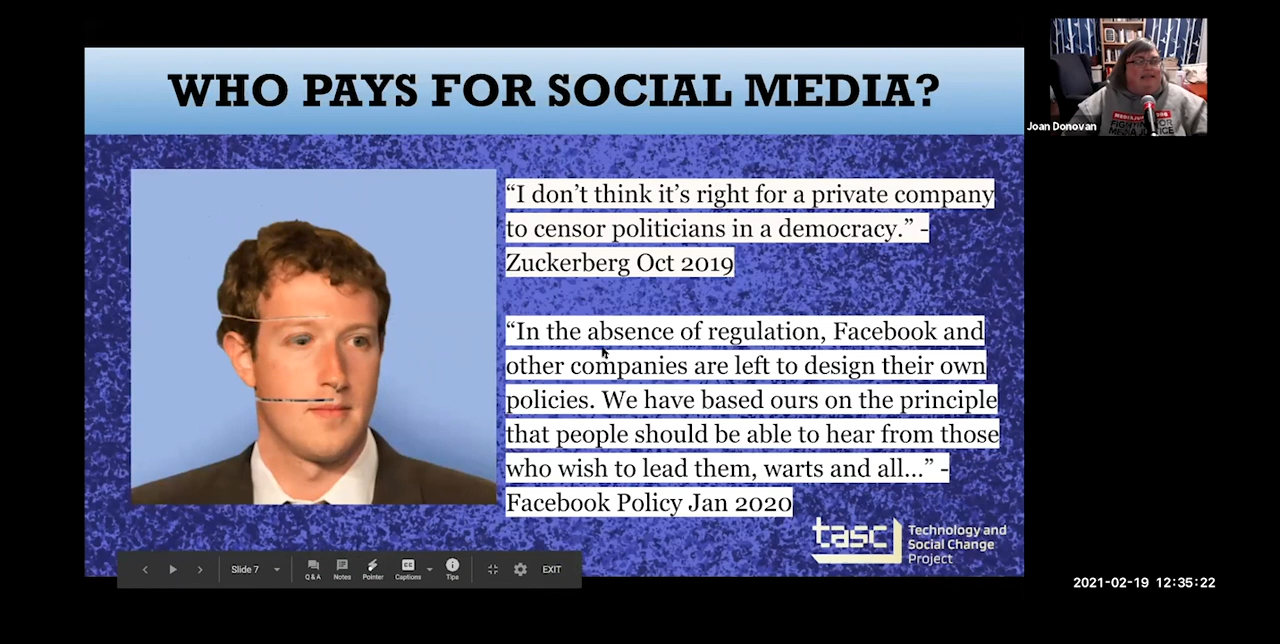 WHO PAYS FOR SOCIAL MEDIA?
“I don’t think it’s right for a private company
to censor politicians in a democracy.” -
Zuckerberg Oct 2019
“In the absence of regulation, Facebook and
other companies are left to design their own
policies. We have based ours on the principle
that people should be able to hear from those
who wish to lead them, warts and all...” -
Facebook Policy Jan 2020
tasc
Technology and
Social Change
Project
Slide 7
Q & A
Notes
Pointer
CC
Captions
Tips
EXIT
Joan Donovan
MEDIA JUSTICE
2021-02-19 12:35:22